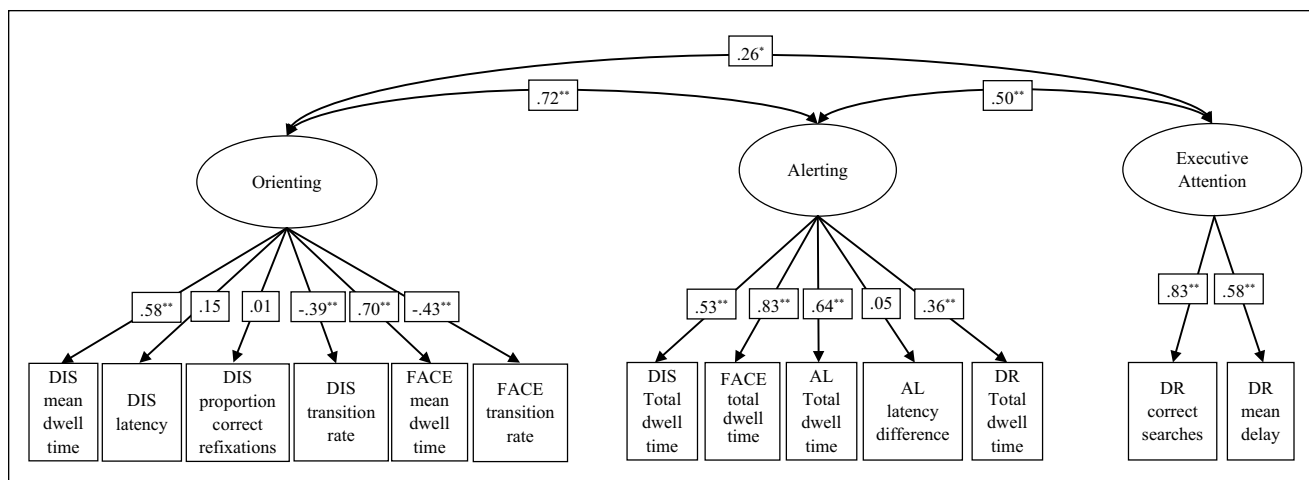 .26*
.72**
.50**
Orienting
Alerting
Executive
Attention
.58**
.15
.01
-.39**
.70**
-.43**
.53**
.83**
.64**
.05
.36**
.83**
.58**
DIS
mean
dwell
time
DIS
latency
DIS
proportion
correct
refixations
DIS
transition
rate
FACE
mean
dwell
time
FACE
transition
rate
DIS
Total
dwell
time
FACE
total
dwell
time
AL
Total
dwell
time
AL
latency
difference
DR
Total
dwell
time
DR
correct
searches
DR
mean
delay